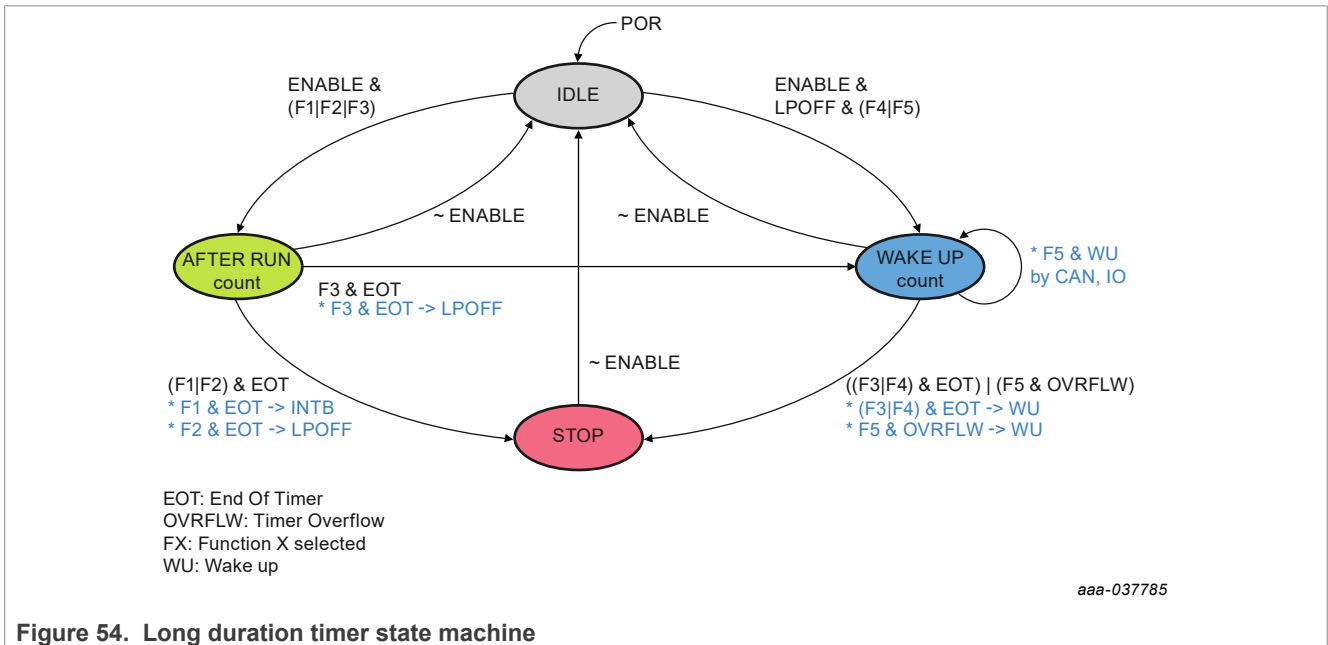 POR
ENABLE &
(F1|F2|F3)
IDLE
ENABLE &
LPOFF & (F4|F5)
~ ENABLE
~ ENABLE
AFTER RUN
count
WAKE UP
count
* F5 & WU
by CAN, IO
F3 & EOT
* F3 & EOT -> LPOFF
~ ENABLE
(F1|F2) & EOT
* F1 & EOT -> INTB
* F2 & EOT -> LPOFF
((F3|F4) & EOT) | (F5 & OVRFLW)
* (F3|F4) & EOT -> WU
* F5 & OVRFLW -> WU
STOP
EOT: End Of Timer
OVRFLW: Timer Overflow
FX: Function X selected
WU: Wake up
aaa-037785
Figure 54. Long duration timer state machine